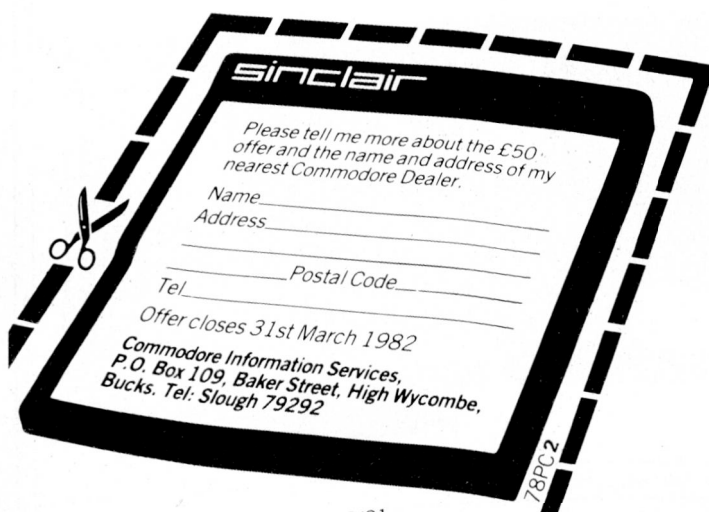 sinclair
Please tell me more about the £50
offer and the name and address of my
nearest Commodore Dealer.
Name
Address
Postal Code
Tel
Offer closes 31st March 1982
Commodore Information Services,
P.O. Box 109, Baker Street, High Wycombe,
Bucks. Tel: Slough 79292
78PC2